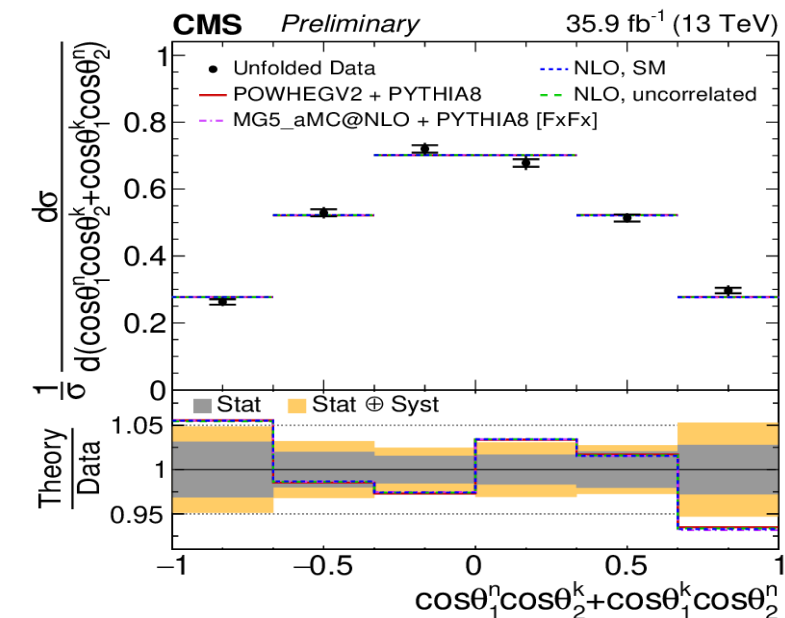 CMS Preliminary 35.9 fb⁻¹ (13 TeV)
1/σ dσ/d(cosθ₁ⁿcosθ₂ᵏ+cosθ₁ᵏcosθ₂ⁿ)
Unfolded Data
NLO, SM
POWHEGV2 + PYTHIA8
NLO, uncorrelated
MG5_aMC@NLO + PYTHIA8 [FxFx]
1
0.8
0.6
0.4
0.2
0
Stat
Stat ⊕ Syst
Theory
Data
1.05
1
0.95
−1 −0.5 0 0.5 1
cosθ₁ⁿcosθ₂ᵏ+cosθ₁ᵏcosθ₂ⁿ